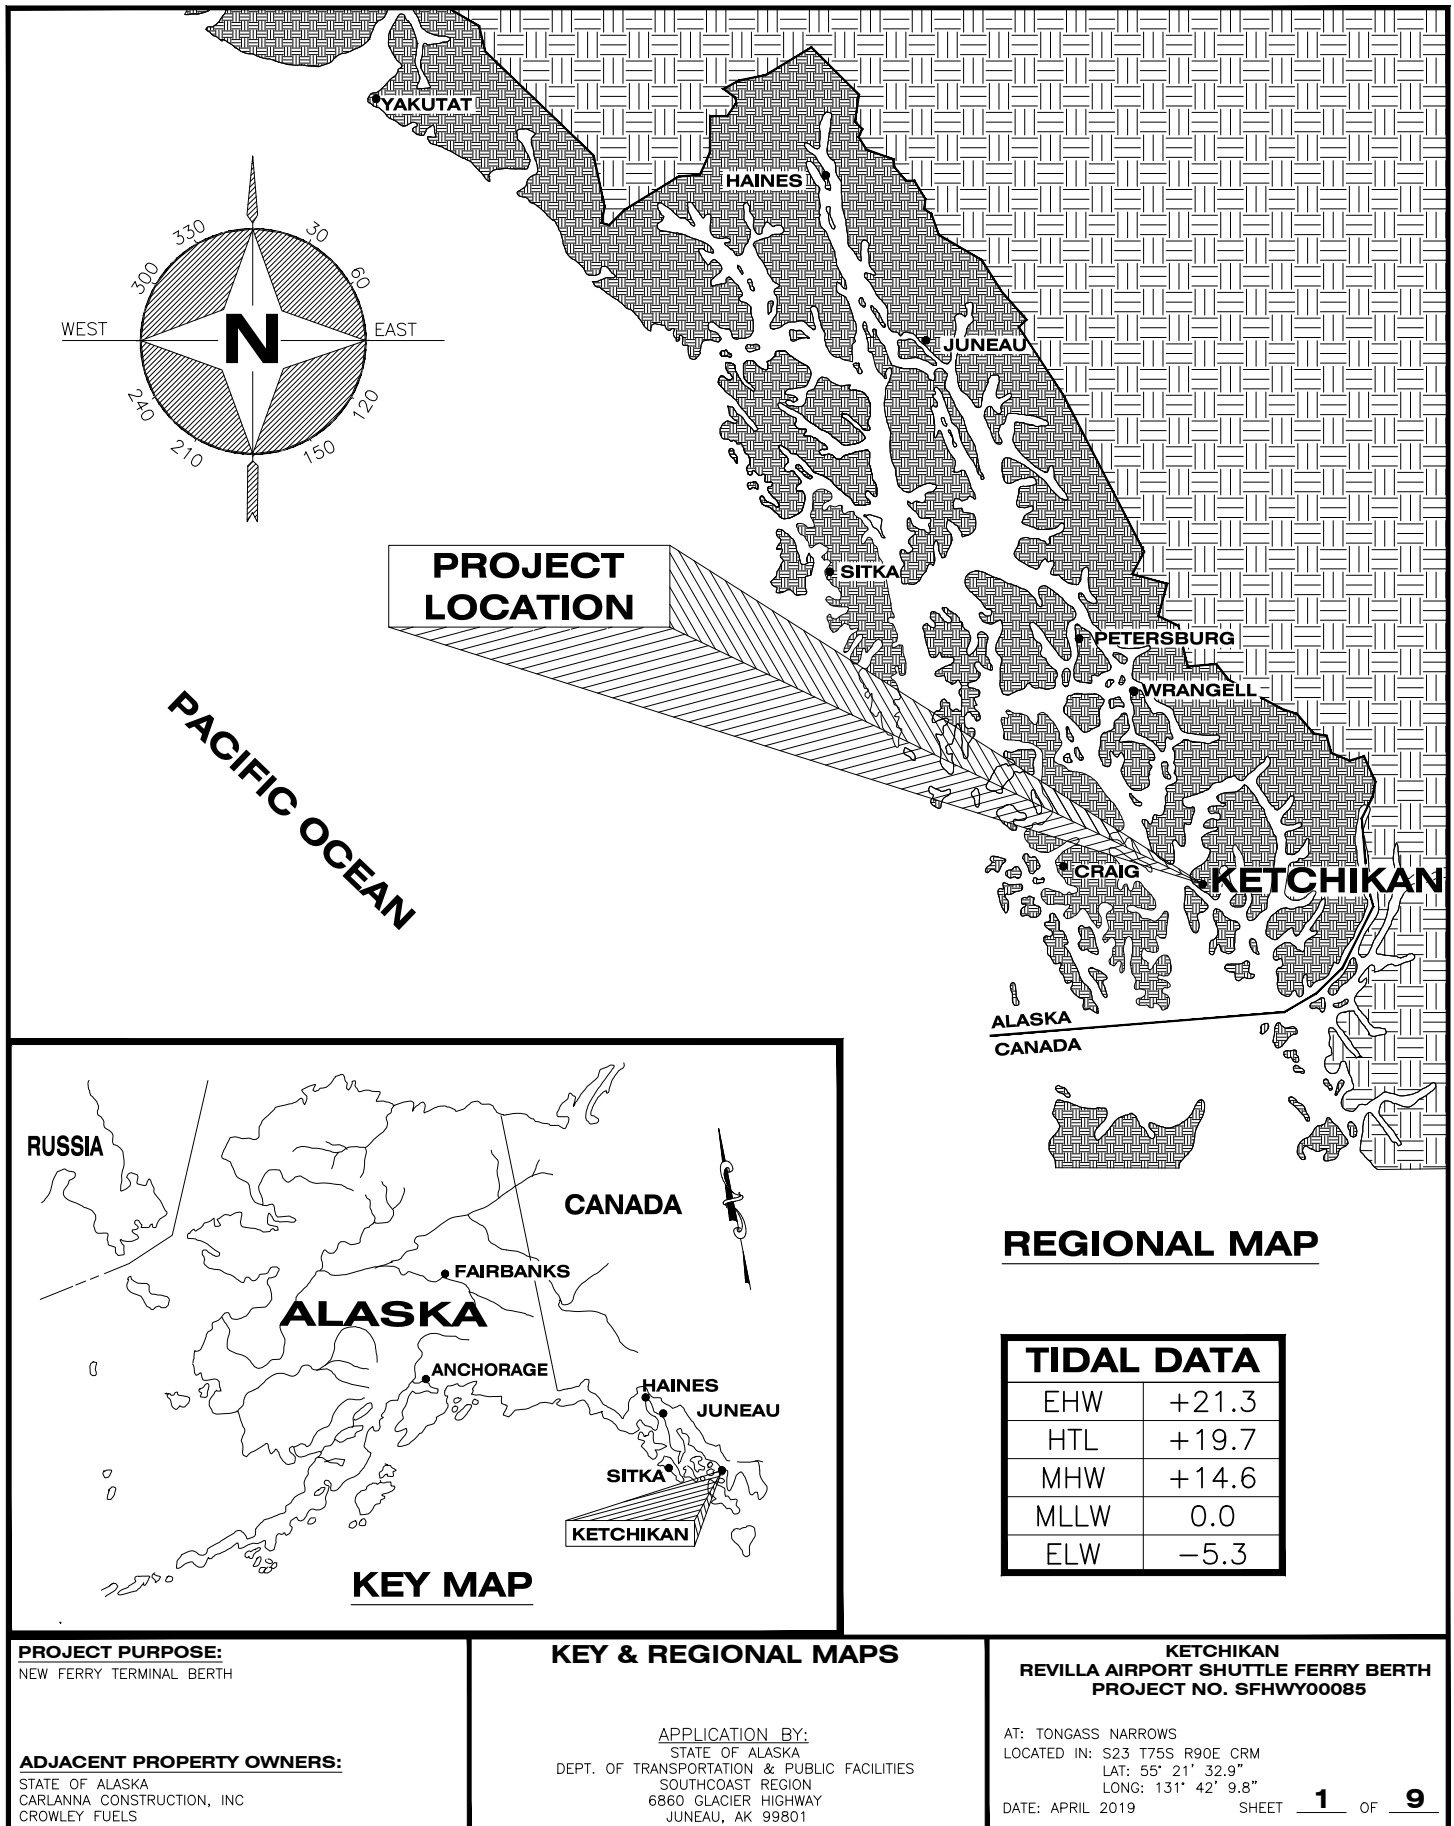 YAKUTAT
HAINES
330
30
300
60
WEST
N
EAST
240
120
210
150
JUNEAU
PROJECT
LOCATION
SITKA
PETERSBURG
WRANGELL
PACIFIC OCEAN
CRAIG
KETCHIKAN
ALASKA
CANADA
RUSSIA
CANADA
FAIRBANKS
ALASKA
ANCHORAGE
HAINES
JUNEAU
SITKA
KETCHIKAN
KEY MAP
REGIONAL MAP
TIDAL DATA
EHW +21.3
HTL +19.7
MHW +14.6
MLLW 0.0
ELW -5.3
PROJECT PURPOSE:
NEW FERRY TERMINAL BERTH
ADJACENT PROPERTY OWNERS:
STATE OF ALASKA
CARLANNA CONSTRUCTION, INC
CROWLEY FUELS
KEY & REGIONAL MAPS
APPLICATION BY:
STATE OF ALASKA
DEPT. OF TRANSPORTATION & PUBLIC FACILITIES
SOUTHCOAST REGION
6860 GLACIER HIGHWAY
JUNEAU, AK 99801
KETCHIKAN
REVILLA AIRPORT SHUTTLE FERRY BERTH
PROJECT NO. SFHWY00085
AT: TONGASS NARROWS
LOCATED IN: S23 T75S R90E CRM
LAT: 55° 21' 32.9"
LONG: 131° 42' 9.8"
DATE: APRIL 2019 SHEET 1 OF 9